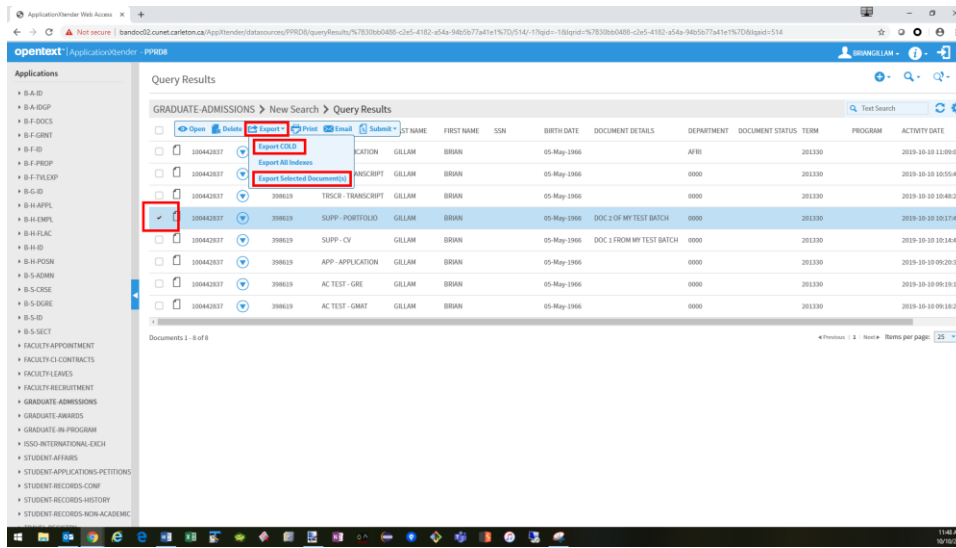 ApplicationXtender Web Access
Not secure | bandoc02.cunet.carleton.ca/AppXtender/datasources/PPRD8/queryResults/%7B30bb0488-c2e5-4182-a54a-94b5b77a41e1%7D/514/-1?lqid=-1&lqrid=%7B30bb0488-c2e5-4182-a54a-94b5b77a41e1%7D&lqaid=514
opentext | ApplicationXtender - PPRD8 BRIANGILLAM
Applications
B-A-ID
B-A-IDGP
B-F-DOCS
B-F-GRNT
B-F-ID
B-F-PROP
B-F-TVLEXP
B-G-ID
B-H-APPL
B-H-EMPL
B-H-FLAC
B-H-ID
B-H-POSN
B-S-ADMN
B-S-CRSE
B-S-DGRE
B-S-ID
B-S-SECT
FACULTY-APPOINTMENT
FACULTY-CI-CONTRACTS
FACULTY-LEAVES
FACULTY-RECRUITMENT
GRADUATE-ADMISSIONS
GRADUATE-AWARDS
GRADUATE-IN-PROGRAM
ISSO-INTERNATIONAL-EXCH
STUDENT-AFFAIRS
STUDENT-APPLICATIONS-PETITIONS
STUDENT-RECORDS-CONF
STUDENT-RECORDS-HISTORY
STUDENT-RECORDS-NON-ACADEMIC
Query Results
GRADUATE-ADMISSIONS > New Search > Query Results Text Search
Open Delete Export Print Email Submit ST NAME FIRST NAME SSN BIRTH DATE DOCUMENT DETAILS DEPARTMENT DOCUMENT STATUS TERM PROGRAM ACTIVITY DATE
Export COLD
Export All Indexes
Export Selected Document(s)
100442837 ICATION GILLAM BRIAN 05-May-1966 AFRI 201330 2019-10-10 11:09:0
100442837 ANSCRIPT GILLAM BRIAN 05-May-1966 0000 201330 2019-10-10 10:55:4
100442837 398619 TRSCR - TRANSCRIPT GILLAM BRIAN 05-May-1966 0000 201330 2019-10-10 10:48:2
100442837 398619 SUPP - PORTFOLIO GILLAM BRIAN 05-May-1966 DOC 2 OF MY TEST BATCH 0000 201330 2019-10-10 10:17:4
100442837 398619 SUPP - CV GILLAM BRIAN 05-May-1966 DOC 1 FROM MY TEST BATCH 0000 201330 2019-10-10 10:14:4
100442837 398619 APP - APPLICATION GILLAM BRIAN 05-May-1966 0000 201330 2019-10-10 09:20:3
100442837 398619 AC TEST - GRE GILLAM BRIAN 05-May-1966 0000 201330 2019-10-10 09:19:1
100442837 398619 AC TEST - GMAT GILLAM BRIAN 05-May-1966 0000 201330 2019-10-10 09:18:2
Documents 1 - 8 of 8 Previous | 1 | Next Items per page: 25
11:48 A
10/10/2